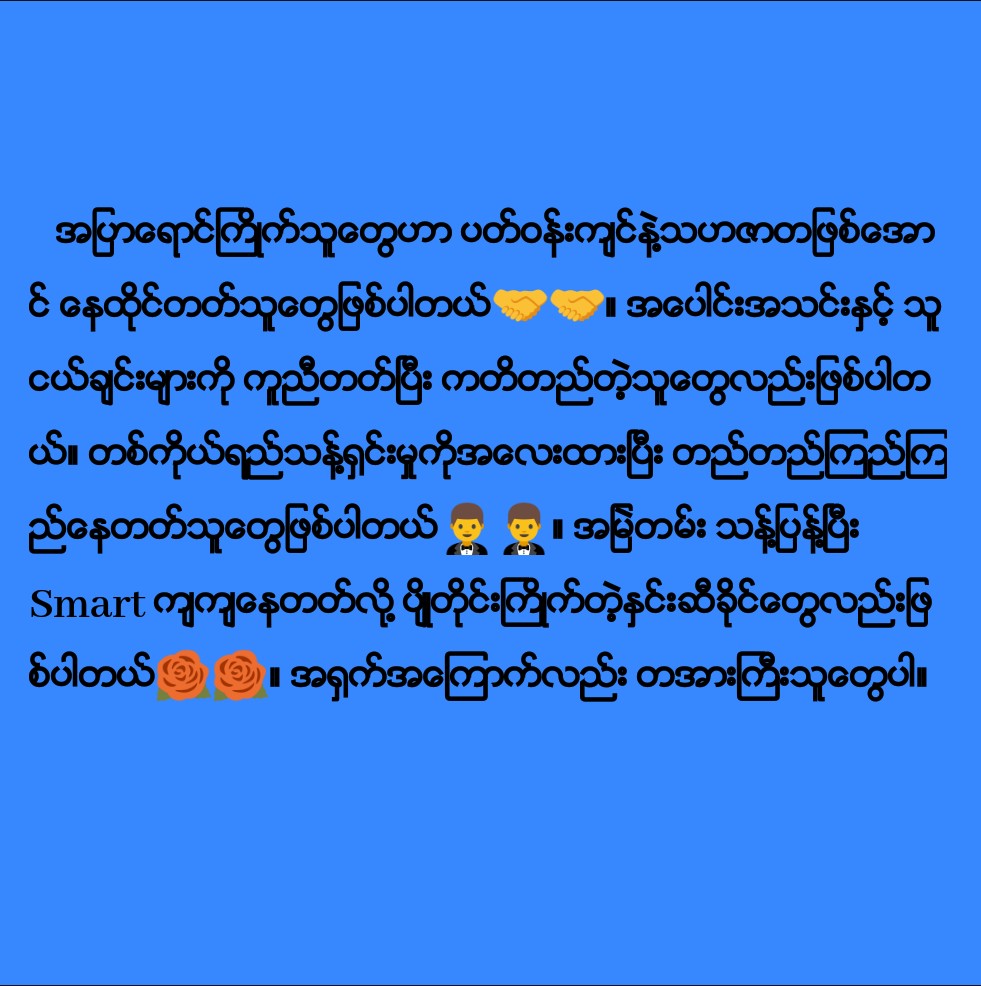 အပြာရောင်ကြိုက်သူတွေဟာ ပတ်ဝန်းကျင်နဲ့သဟဇာတဖြစ်အော
င် နေထိုင်တတ်သူတွေဖြစ်ပါတယ်🤝🤝။ အပေါင်းအသင်းနှင့် သူ
ငယ်ချင်းများကို ကူညီတတ်ပြီး ကတိတည်တဲ့သူတွေလည်းဖြစ်ပါတ
ယ်။ တစ်ကိုယ်ရည်သန့်ရှင်းမှုကိုအလေးထားပြီး တည်တည်ကြည်ကြ
ည်နေတတ်သူတွေဖြစ်ပါတယ်🤵‍♂️🤵‍♂️။ အမြဲတမ်း သန့်ပြန့်ပြီး
Smart ကျကျနေတတ်လို့ ပျိုတိုင်းကြိုက်တဲ့နှင်းဆီခိုင်တွေလည်းဖြ
စ်ပါတယ်🌹🌹။ အရှက်အကြောက်လည်း တအားကြီးသူတွေပါ။